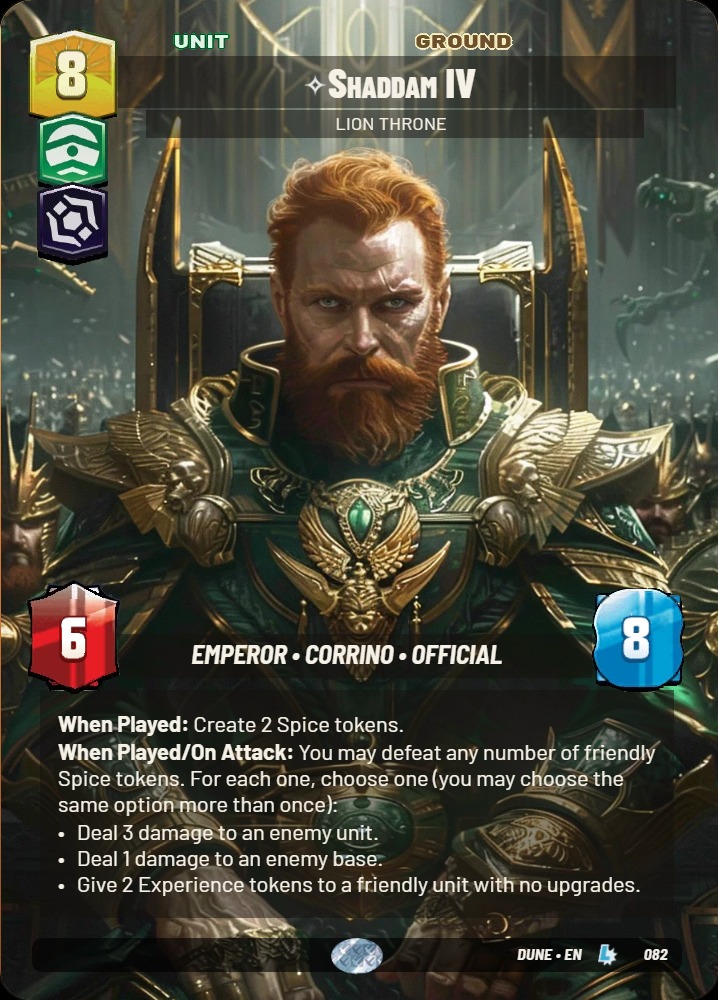 UNIT GROUND
8
✧SHADDAM IV
LION THRONE
6
EMPEROR • CORRINO • OFFICIAL
8
When Played: Create 2 Spice tokens.
When Played/On Attack: You may defeat any number of friendly
Spice tokens. For each one, choose one (you may choose the
same option more than once):
• Deal 3 damage to an enemy unit.
• Deal 1 damage to an enemy base.
• Give 2 Experience tokens to a friendly unit with no upgrades.
DUNE • EN 082